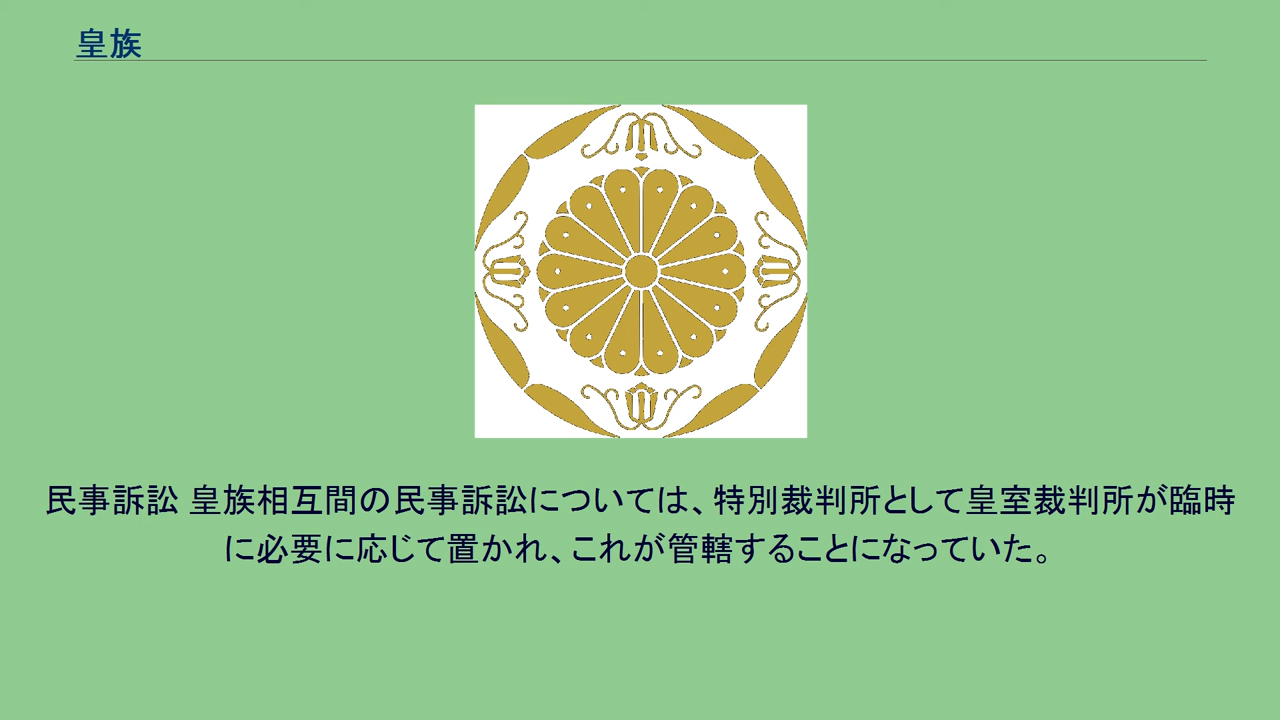 皇族
民事訴訟 皇族相互間の民事訴訟については、特別裁判所として皇室裁判所が臨時
に必要に応じて置かれ、これが管轄することになっていた。